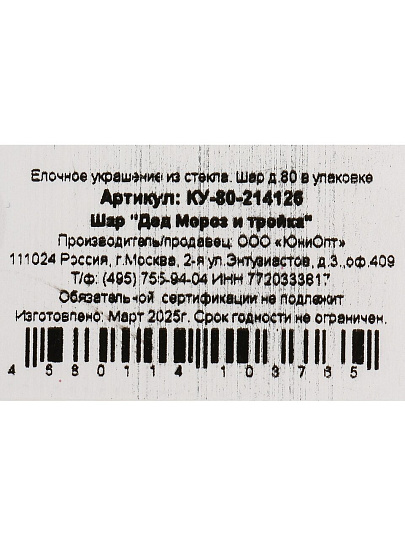 Елочное украшение из стекла. Шар д.80 в упаковке
Артикул: КУ-80-214126
Шар "Дед Мороз и тройка"
Производитель/продавец: ООО «ЮниОпт»
111024 Россия, г.Москва, 2-я ул.Энтузиастов, д.3.,оф.409
Т/ф: (495) 755-94-04 ИНН 7720333817
Обязательной сертификации не подлежит
Изготовлено: Март 2025г. Срок годности не ограничен.
4 680114 103765